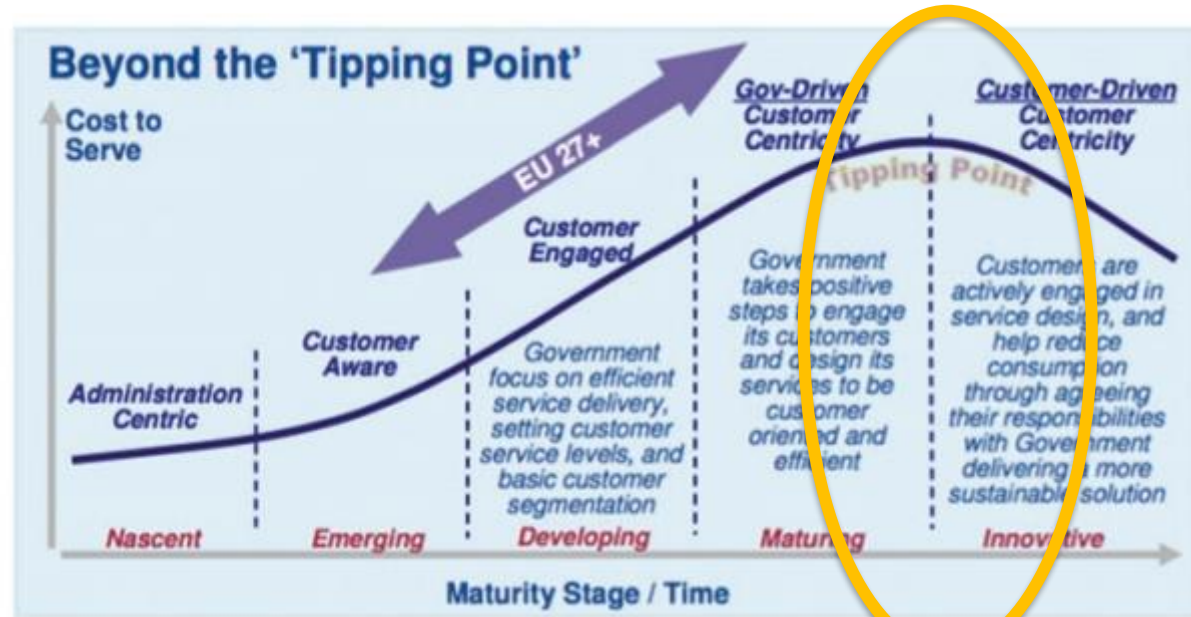 Beyond the ‘Tipping Point’
Cost to
Serve
EU 27+
Gov-Driven
Customer
Centricity
Customer-Driven
Customer
Centricity
Tipping Point
Customer
Engaged
Customer
Aware
Administration
Centric
Government
focus on efficient
service delivery,
setting customer
service levels, and
basic customer
segmentation
Government
takes positive
steps to engage
its customers
and design its
services to be
customer
oriented and
efficient
Customers are
actively engaged in
service design, and
help reduce
consumption
through agreeing
their responsibilities
with Government
delivering a more
sustainable solution
Nascent
Emerging
Developing
Maturing
Innovative
Maturity Stage / Time